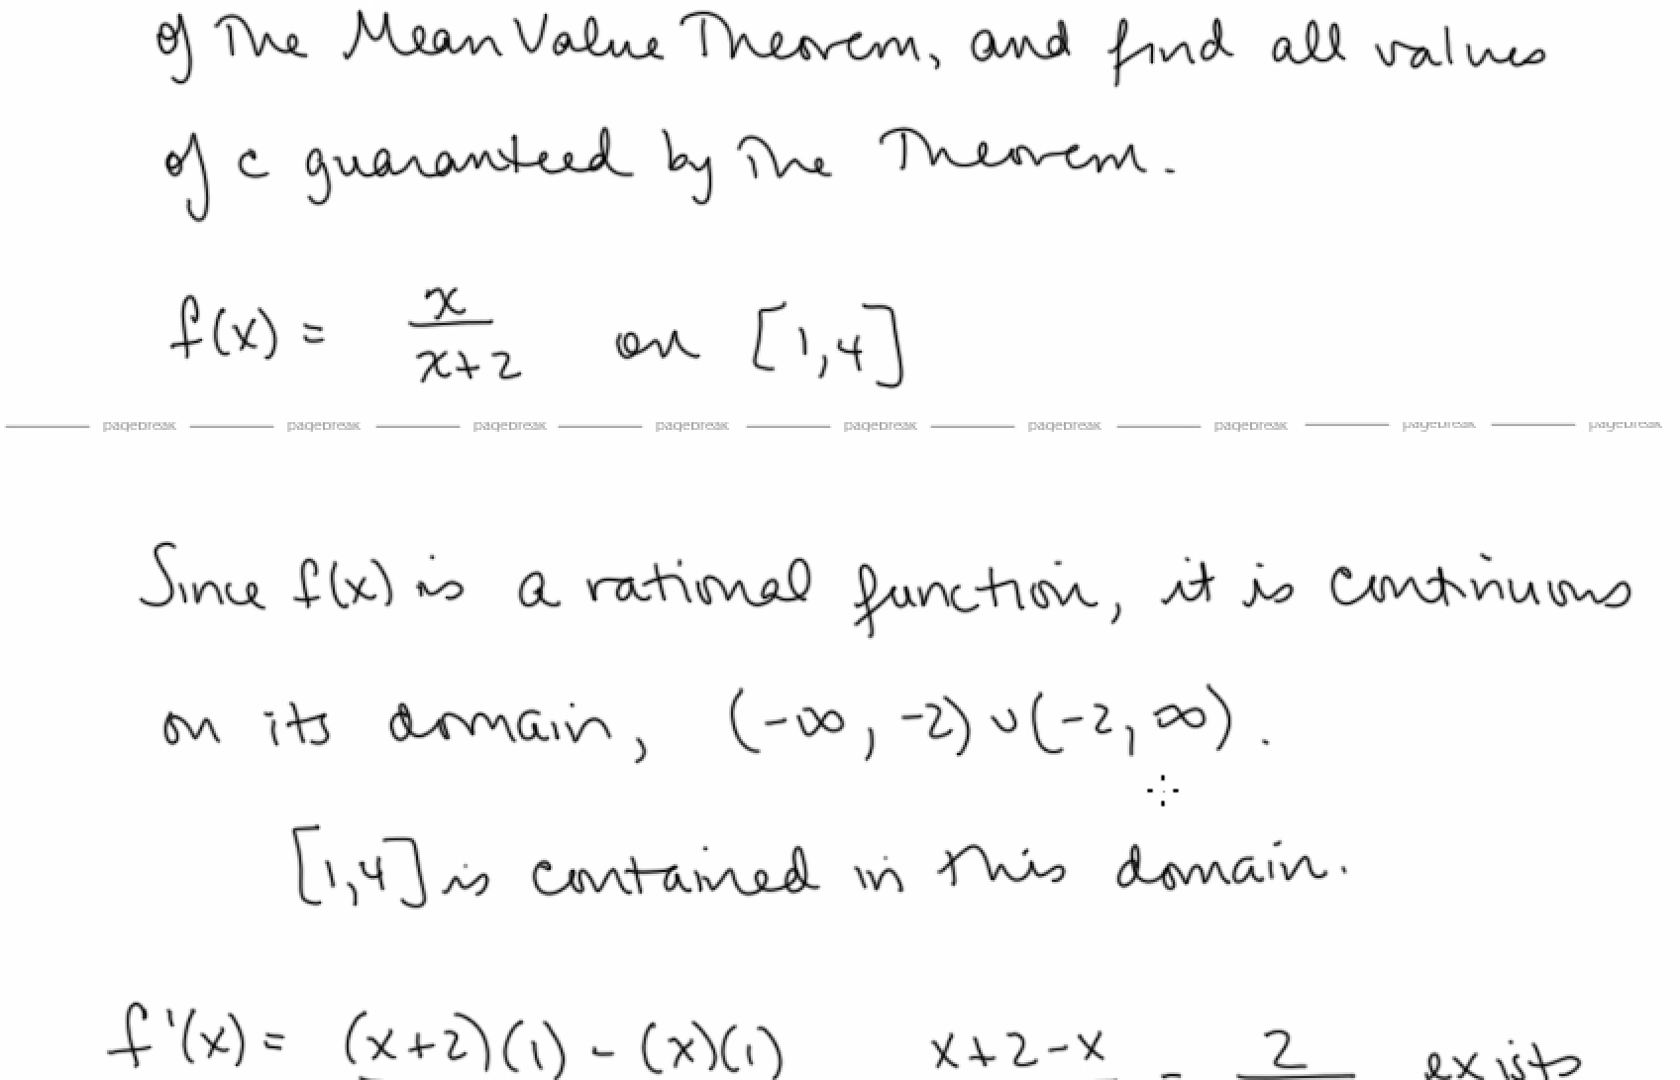 of The Mean Value Theorem, and find all values
of c guaranteed by The Theorem.
f(x) = x/(x+2) on [1,4]
pagebreak pagebreak pagebreak pagebreak pagebreak pagebreak pagebreak pagebreak pagebreak
Since f(x) is a rational function, it is continuous
on its domain, (-∞, -2) ∪ (-2, ∞).
[1,4] is contained in this domain.
f'(x) = (x+2)(1) - (x)(1) x+2-x = 2 exists